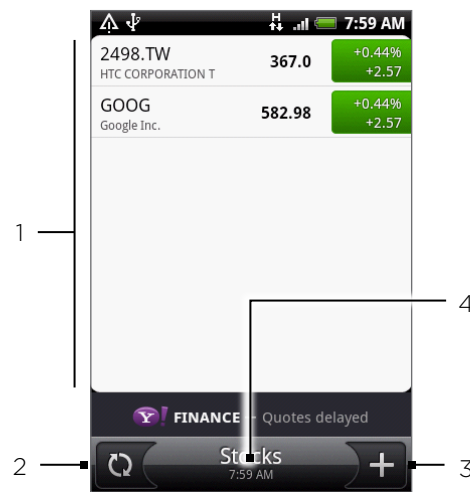 H 7:59 AM
2498.TW 367.0 +0.44%
HTC CORPORATION T +2.57
GOOG 582.98 +0.44%
Google Inc. +2.57
1
4
Y! FINANCE - Quotes delayed
2 Stocks 3
7:59 AM